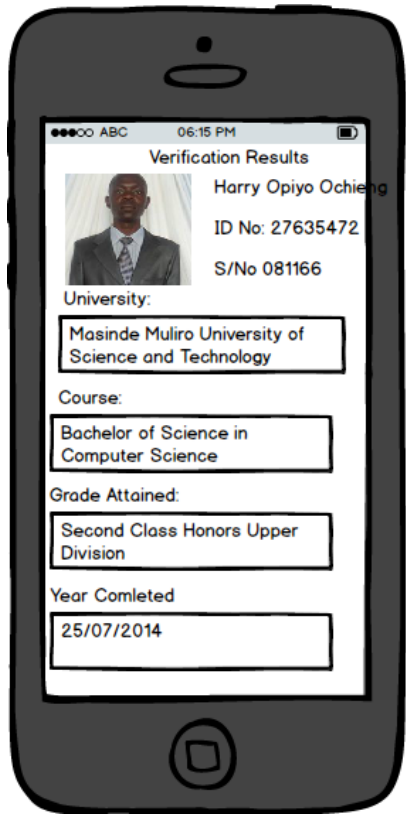 ABC 06:15 PM
Verification Results
Harry Opiyo Ochieng
ID No: 27635472
S/No 081166
University:
Masinde Muliro University of
Science and Technology
Course:
Bachelor of Science in
Computer Science
Grade Attained:
Second Class Honors Upper
Division
Year Comleted
25/07/2014